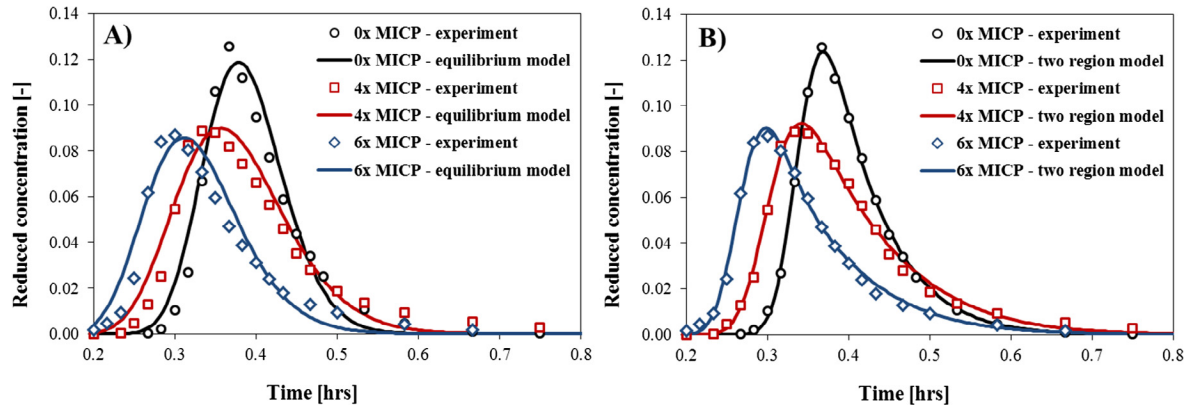 A)
0x MICP - experiment
0x MICP - equilibrium model
4x MICP - experiment
4x MICP - equilibrium model
6x MICP - experiment
6x MICP - equilibrium model
Reduced concentration [-]
0.14
0.12
0.10
0.08
0.06
0.04
0.02
0.00
0.2 0.3 0.4 0.5 0.6 0.7 0.8
Time [hrs]
B)
0x MICP - experiment
0x MICP - two region model
4x MICP - experiment
4x MICP - two region model
6x MICP - experiment
6x MICP - two region model
Reduced concentration [-]
0.14
0.12
0.10
0.08
0.06
0.04
0.02
0.00
0.2 0.3 0.4 0.5 0.6 0.7 0.8
Time [hrs]